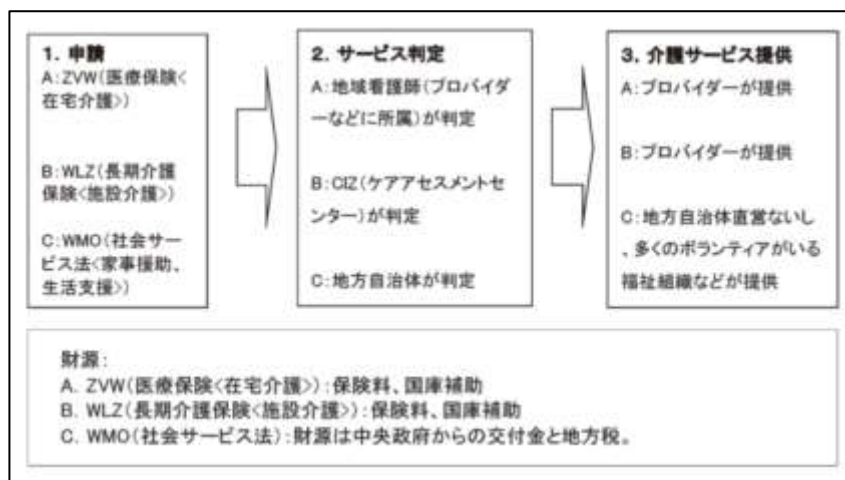 1．申請
A：ZVW（医療保険<
在宅介護>）
B：WLZ（長期介護
保険<施設介護>）
C：WMO（社会サー
ビス法<家事援助、
生活支援>）
2．サービス判定
A：地域看護師（プロバイダ
ーなどに所属）が判定
B：CIZ（ケアアセスメントセ
ンター）が判定
C：地方自治体が判定
3．介護サービス提供
A：プロバイダーが提供
B：プロバイダーが提供
C：地方自治体直営ないし
、多くのボランティアがいる
福祉組織などが提供
財源：
A．ZVW（医療保険<在宅介護>）：保険料、国庫補助
B．WLZ（長期介護保険<施設介護>）：保険料、国庫補助
C．WMO（社会サービス法）：財源は中央政府からの交付金と地方税。